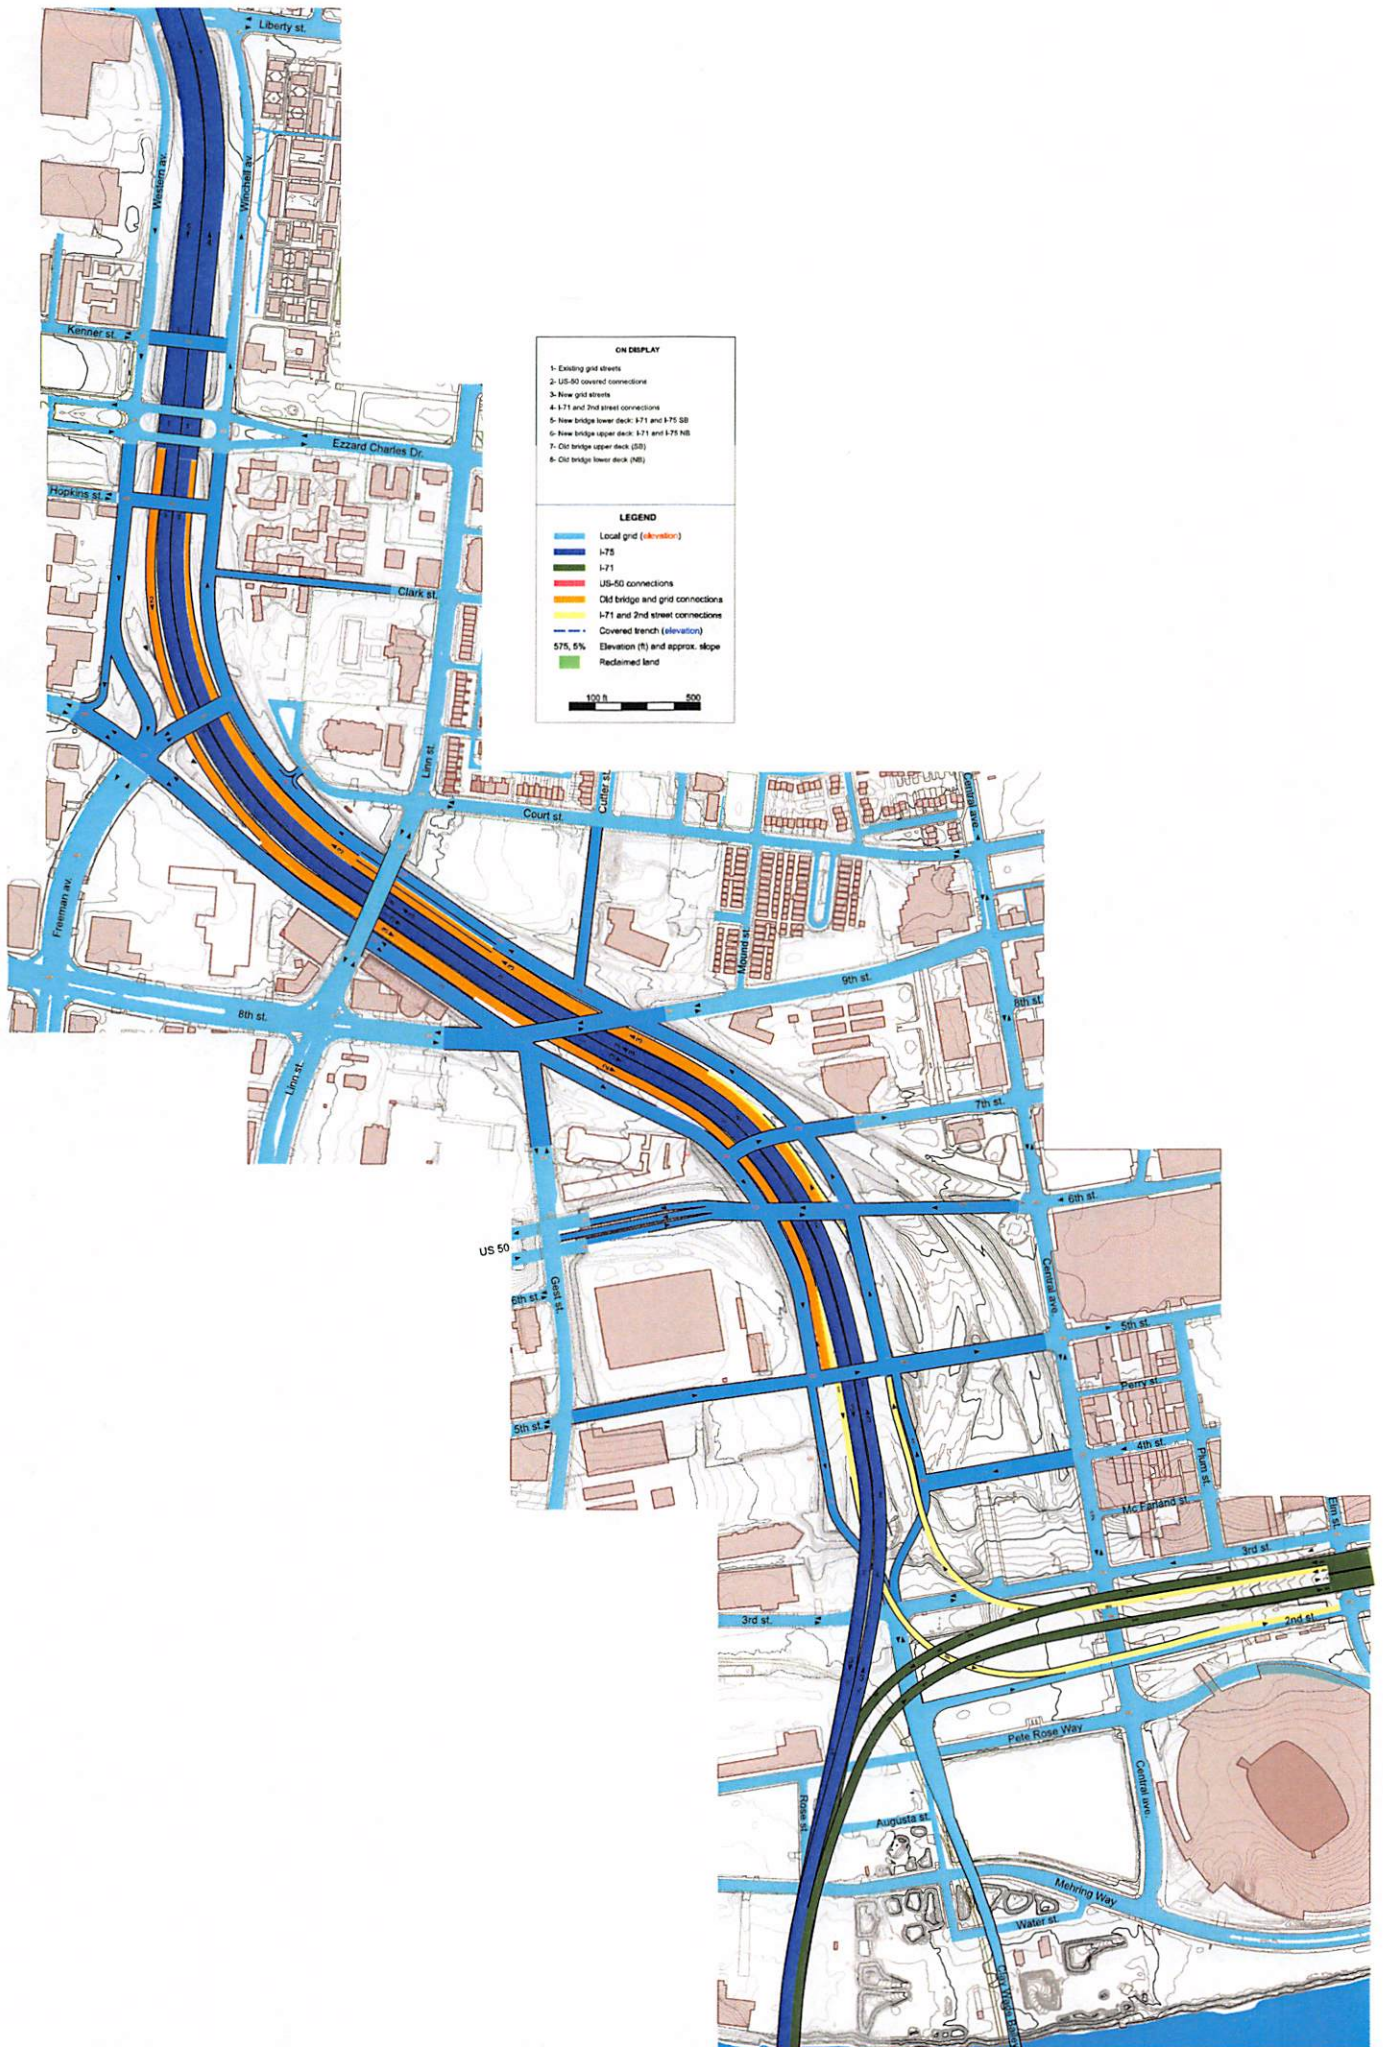 Liberty st.
Western av.
Winchell av.
Kenner st.
Ezzard Charles Dr.
Hopkins st.
Clark st.
ON DISPLAY
1- Existing grid streets
2- US-50 covered connections
3- New grid streets
4- I-71 and 2nd street connections
5- New bridge lower deck: I-71 and I-75 SB
6- New bridge upper deck: I-71 and I-75 NB
7- Old bridge upper deck (SB)
8- Old bridge lower deck (NB)
LEGEND
Local grid (elevation)
I-75
I-71
US-50 connections
Old bridge and grid connections
I-71 and 2nd street connections
Covered trench (elevation)
575, 5% Elevation (ft) and approx. slope
Reclaimed land
100 ft 500
Linn st.
Cutter st.
Court st.
Central ave.
Freeman av.
Mound st.
9th st.
8th st.
8th st.
Linn st.
7th st.
6th st.
US 50
Gest st.
6th st.
Central ave.
5th st.
Perry st.
5th st.
4th st.
Plum st.
Mc Farland st.
Elm st.
3rd st.
3rd st.
2nd st.
Pete Rose Way
Central ave.
Rose st.
Augusta st.
Mehring Way
Water st.
Clay Wade Bailey